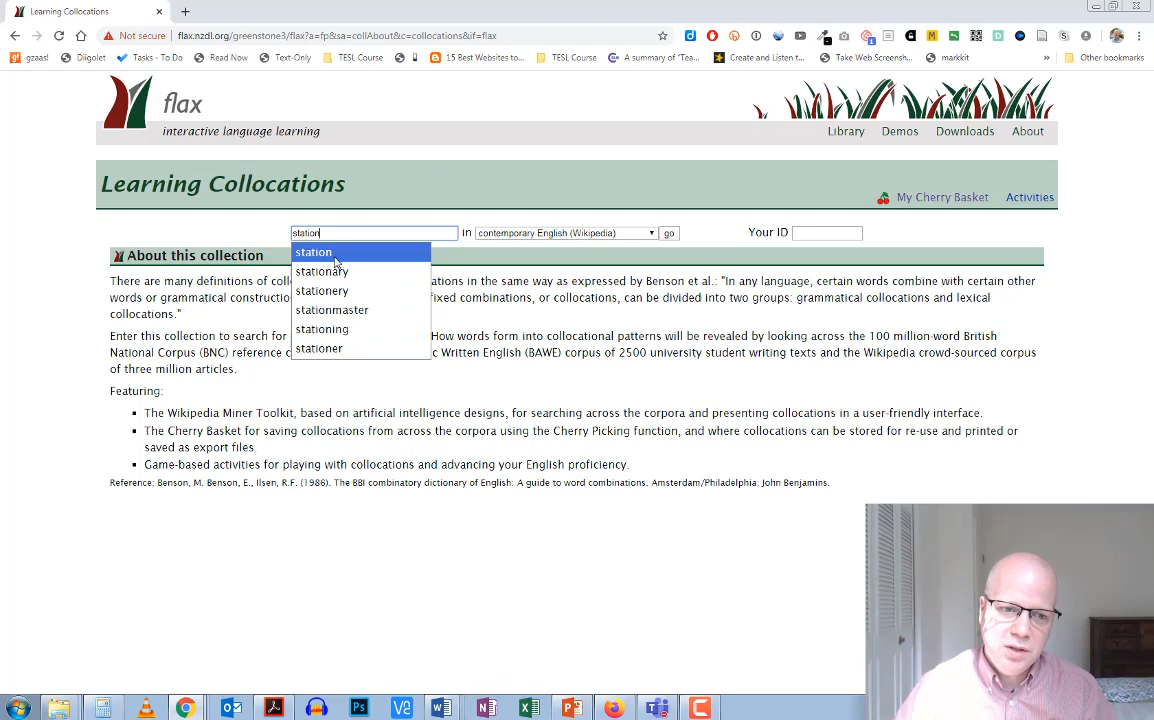 Learning Collocations
Not secure flax.nzdl.org/greenstone3/flax?a=fp&sa=collAbout&c=collocations&if=flax
gzaas! Diigolet Tasks - To Do Read Now Text-Only TESL Course 15 Best Websites to... TESL Course A summary of "Tea... Create and Listen t... Take Web Screensh... markkit » Other bookmarks
flax
interactive language learning
Library Demos Downloads About
Learning Collocations
My Cherry Basket Activities
station in contemporary English (Wikipedia) go Your ID
station
About this collection
stationary
stationery
stationmaster
stationing
stationer
There are many definitions of coll ocations in the same way as expressed by Benson et al.: "In any language, certain words combine with certain other
words or grammatical constructio fixed combinations, or collocations, can be divided into two groups: grammatical collocations and lexical
collocations."
Enter this collection to search for How words form into collocational patterns will be revealed by looking across the 100 million-word British
National Corpus (BNC) reference c c Written English (BAWE) corpus of 2500 university student writing texts and the Wikipedia crowd-sourced corpus
of three million articles.
Featuring:
The Wikipedia Miner Toolkit, based on artificial intelligence designs, for searching across the corpora and presenting collocations in a user-friendly interface.
The Cherry Basket for saving collocations from across the corpora using the Cherry Picking function, and where collocations can be stored for re-use and printed or
saved as export files.
Game-based activities for playing with collocations and advancing your English proficiency.
Reference: Benson, M. Benson, E., Ilsen, R.F. (1986). The BBI combinatory dictionary of English: A guide to word combinations. Amsterdam/Philadelphia: John Benjamins.